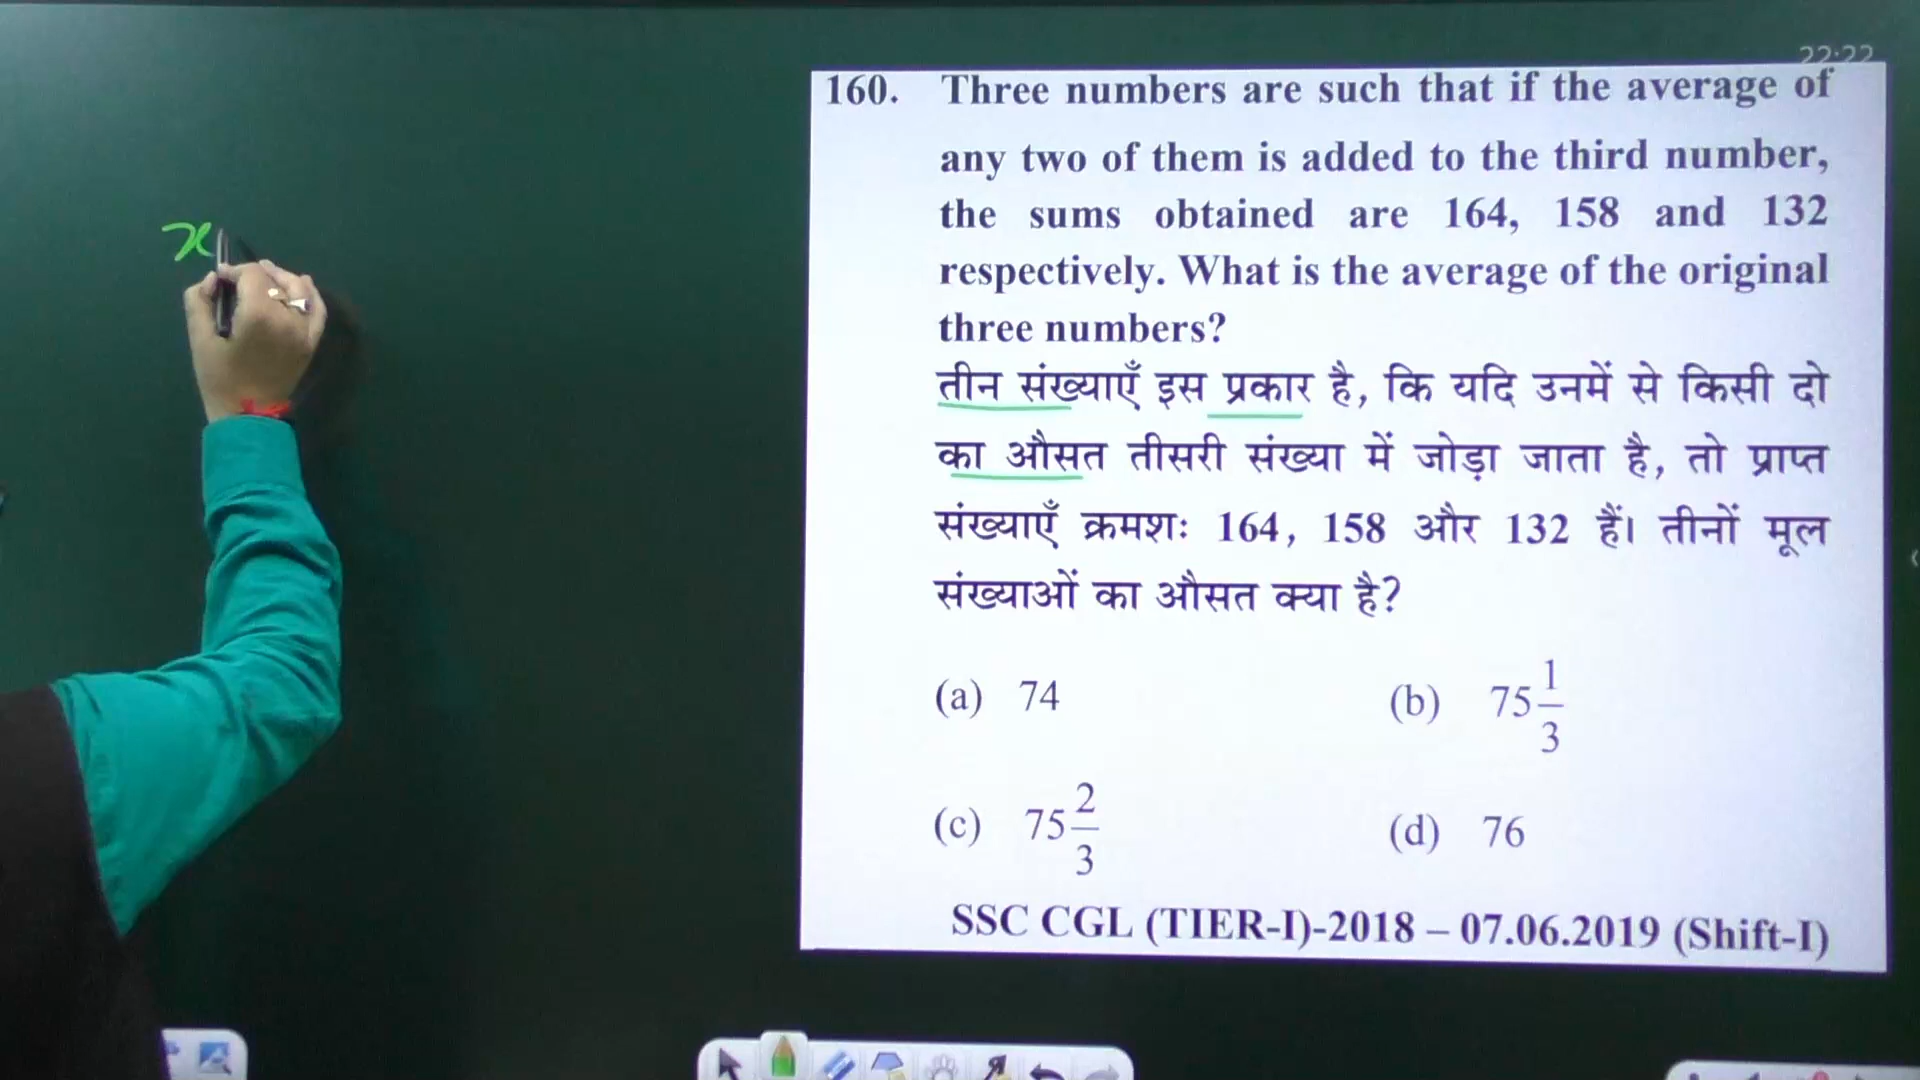 22:22
x
160. Three numbers are such that if the average of
any two of them is added to the third number,
the sums obtained are 164, 158 and 132
respectively. What is the average of the original
three numbers?
तीन संख्याएँ इस प्रकार है, कि यदि उनमें से किसी दो
का औसत तीसरी संख्या में जोड़ा जाता है, तो प्राप्त
संख्याएँ क्रमशः 164, 158 और 132 हैं। तीनों मूल
संख्याओं का औसत क्या है?
(a) 74 (b) 75 1/3
(c) 75 2/3 (d) 76
SSC CGL (TIER-I)-2018 – 07.06.2019 (Shift-I)